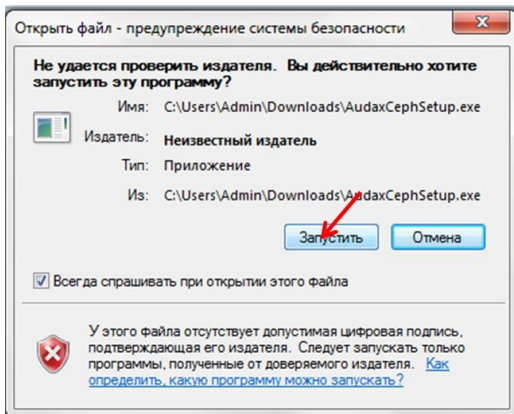 Открыть файл - предупреждение системы безопасности
Не удается проверить издателя. Вы действительно хотите
запустить эту программу?
Имя: C:\Users\Admin\Downloads\AudaxCephSetup.exe
Издатель: Неизвестный издатель
Тип: Приложение
Из: C:\Users\Admin\Downloads\AudaxCephSetup.exe
Запустить Отмена
Всегда спрашивать при открытии этого файла
У этого файла отсутствует допустимая цифровая подпись,
подтверждающая его издателя. Следует запускать только
программы, полученные от доверяемого издателя. Как
определить, какую программу можно запускать?